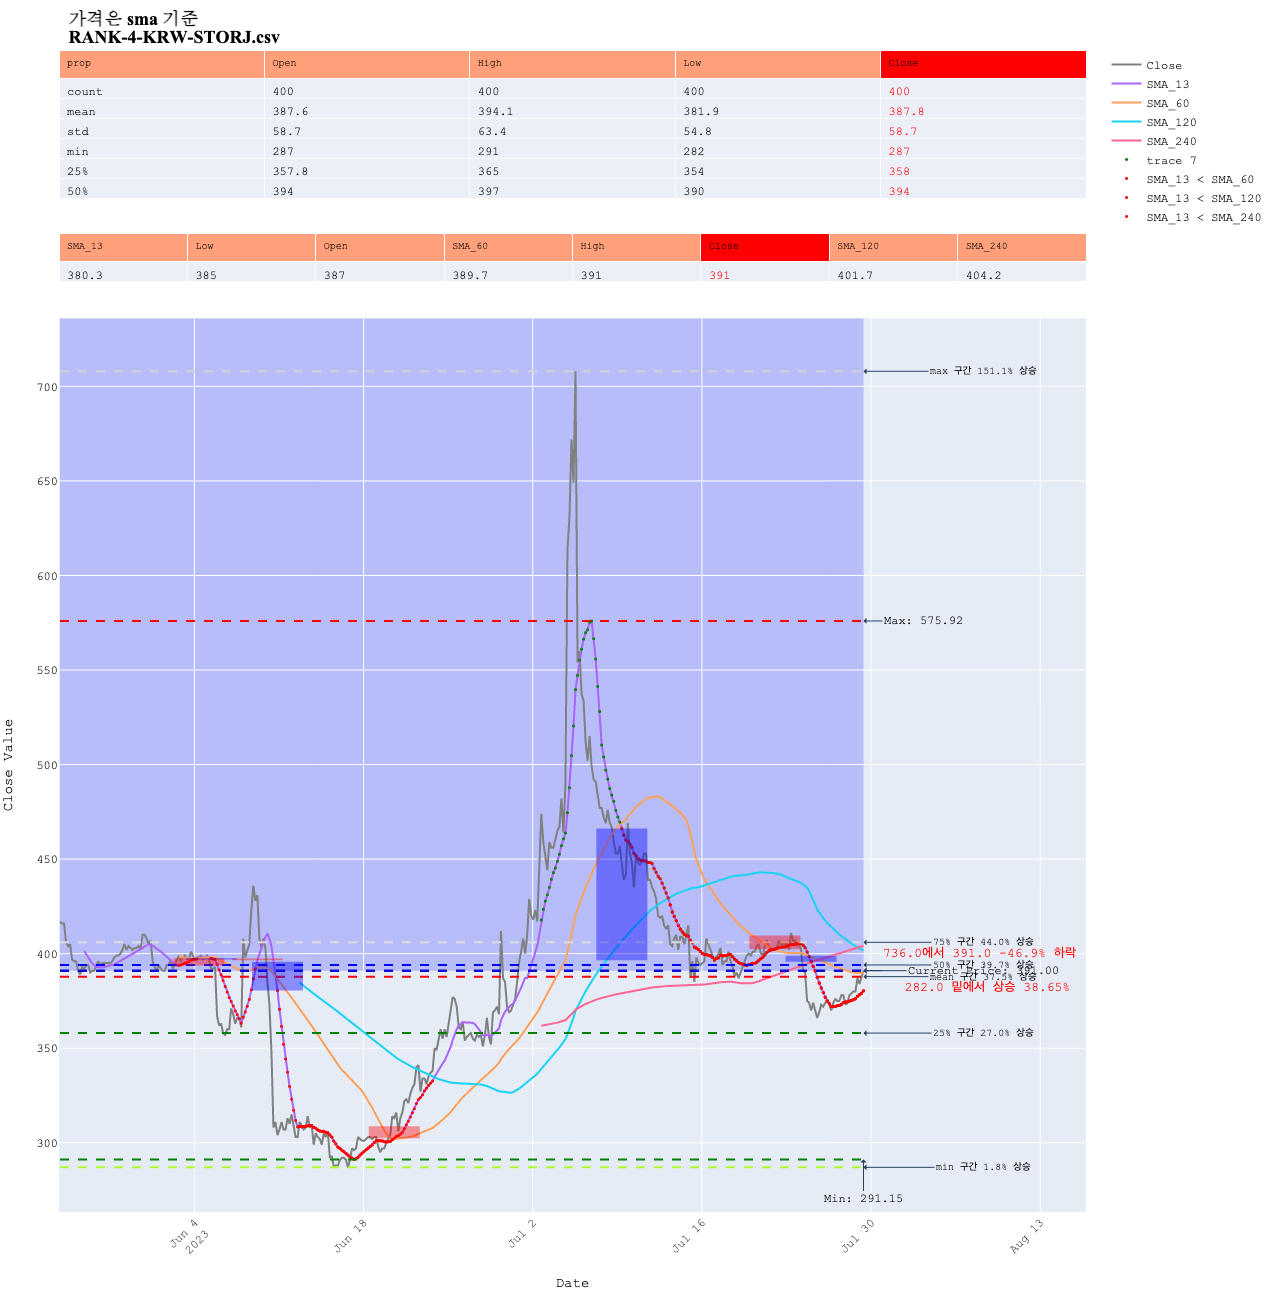 가격은 sma 기준
RANK-4-KRW-STORJ.csv
prop Open High Low Close
count 400 400 400 400
mean 387.6 394.1 381.9 387.8
std 58.7 63.4 54.8 58.7
min 287 291 282 287
25% 357.8 365 354 358
50% 394 397 390 394
SMA_13 Low Open SMA_60 High Close SMA_120 SMA_240
380.3 385 387 389.7 391 391 401.7 404.2
Close
SMA_13
SMA_60
SMA_120
SMA_240
trace 7
SMA_13 < SMA_60
SMA_13 < SMA_120
SMA_13 < SMA_240
max 구간 151.1% 상승
700
650
600
Max: 575.92
550
500
450
400
75% 구간 44.0% 상승
736.0에서 391.0 -46.9% 하락
50% 구간 39.7% 상승
Current Price: 391.00
mean 구간 37.5% 상승
282.0 밑에서 상승 38.65%
25% 구간 27.0% 상승
350
300
min 구간 1.8% 상승
Min: 291.15
Close Value
Jun 4
2023
Jun 18
Jul 2
Jul 16
Jul 30
Aug 13
Date